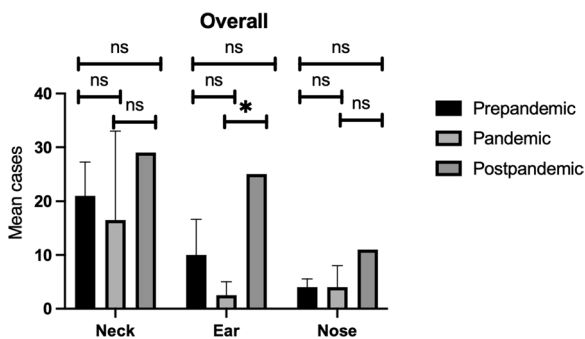 Overall
ns ns ns
ns ns ns
ns * ns
Mean cases
40
30
20
10
0
Neck Ear Nose
Prepandemic
Pandemic
Postpandemic